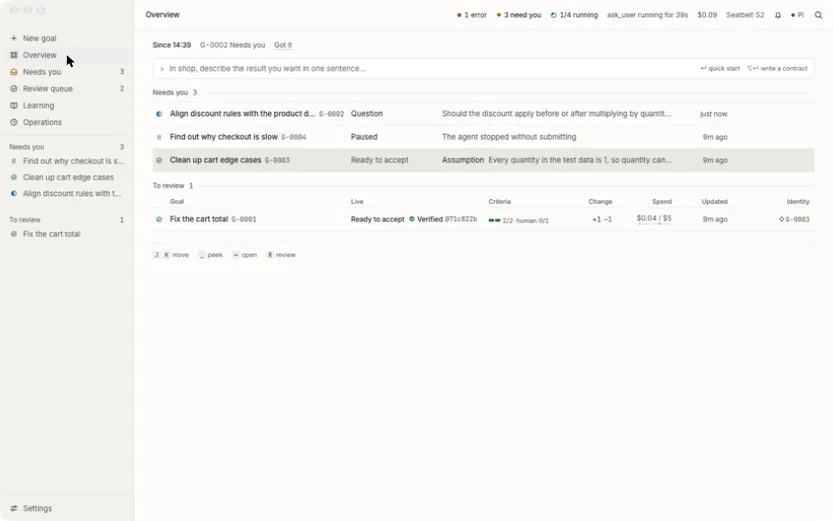 Overview
1 error 3 need you 1/4 running ask_user running for 39s $0.09 Seatbelt S2 PI
New goal
Overview
Needs you 3
Review queue 2
Learning
Operations
Needs you 3
Find out why checkout is s...
Clean up cart edge cases
Align discount rules with t...
To review 1
Fix the cart total
Settings
Since 14:39 G-0002 Needs you Got it
In shop, describe the result you want in one sentence... quick start write a contract
Needs you 3
Align discount rules with the product d... G-0002 Question Should the discount apply before or after multiplying by quantit... just now
Find out why checkout is slow G-0004 Paused The agent stopped without submitting 9m ago
Clean up cart edge cases G-0003 Ready to accept Assumption Every quantity in the test data is 1, so quantity can... 9m ago
To review 1
Goal Live Criteria Change Spend Updated Identity
Fix the cart total G-0001 Ready to accept Verified @71c822b 2/2· human 0/1 +1 −1 $0.04 / $5 9m ago G-0003
move peek open R review